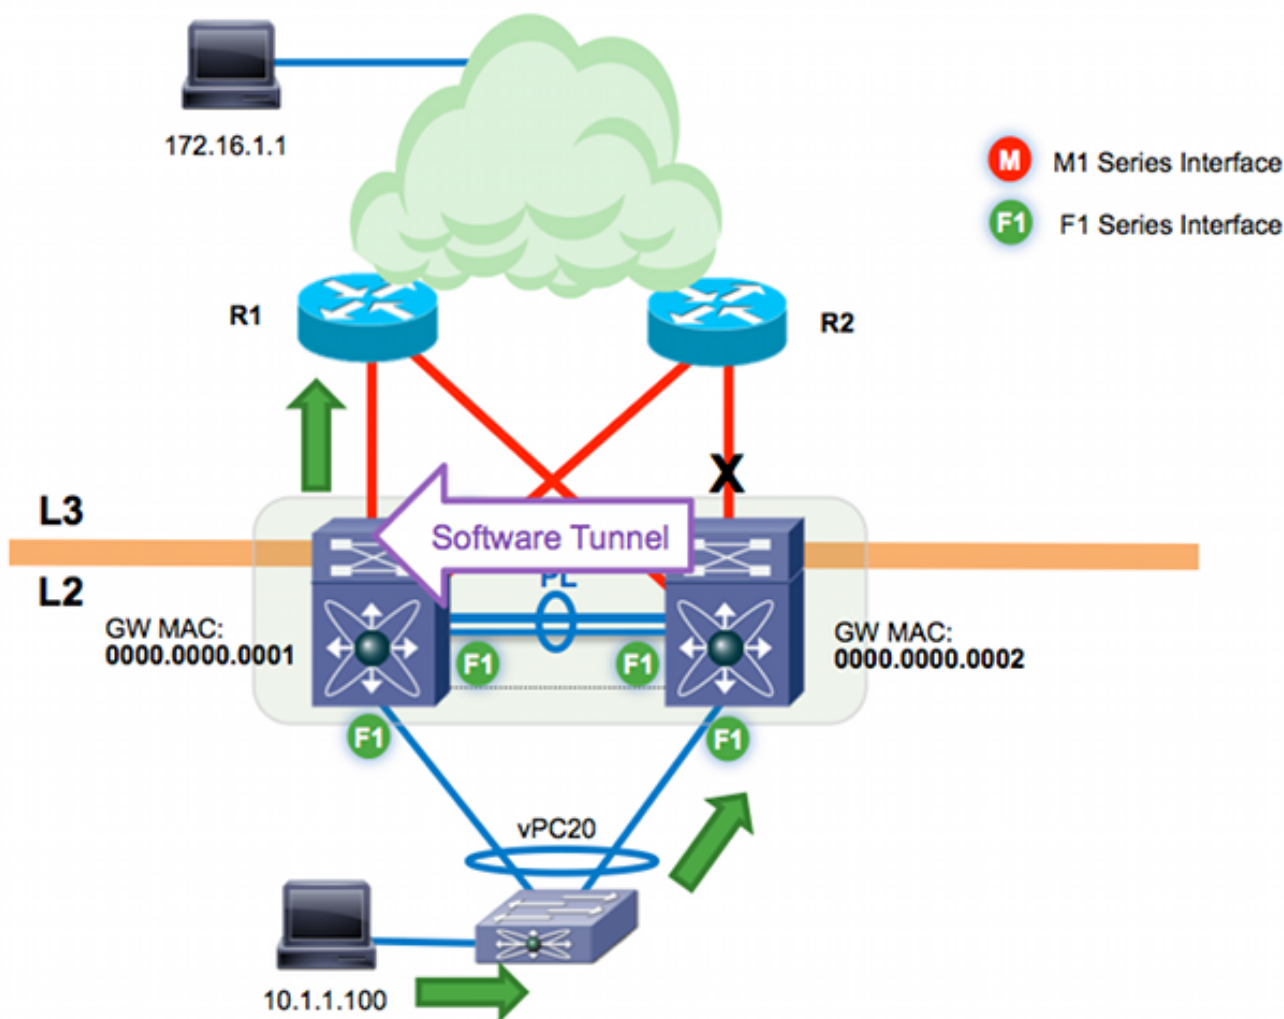 172.16.1.1
M M1 Series Interface
F1 F1 Series Interface
R1
R2
X
L3
Software Tunnel
L2
PL
GW MAC:
0000.0000.0001
GW MAC:
0000.0000.0002
F1
F1
F1
F1
vPC20
10.1.1.100